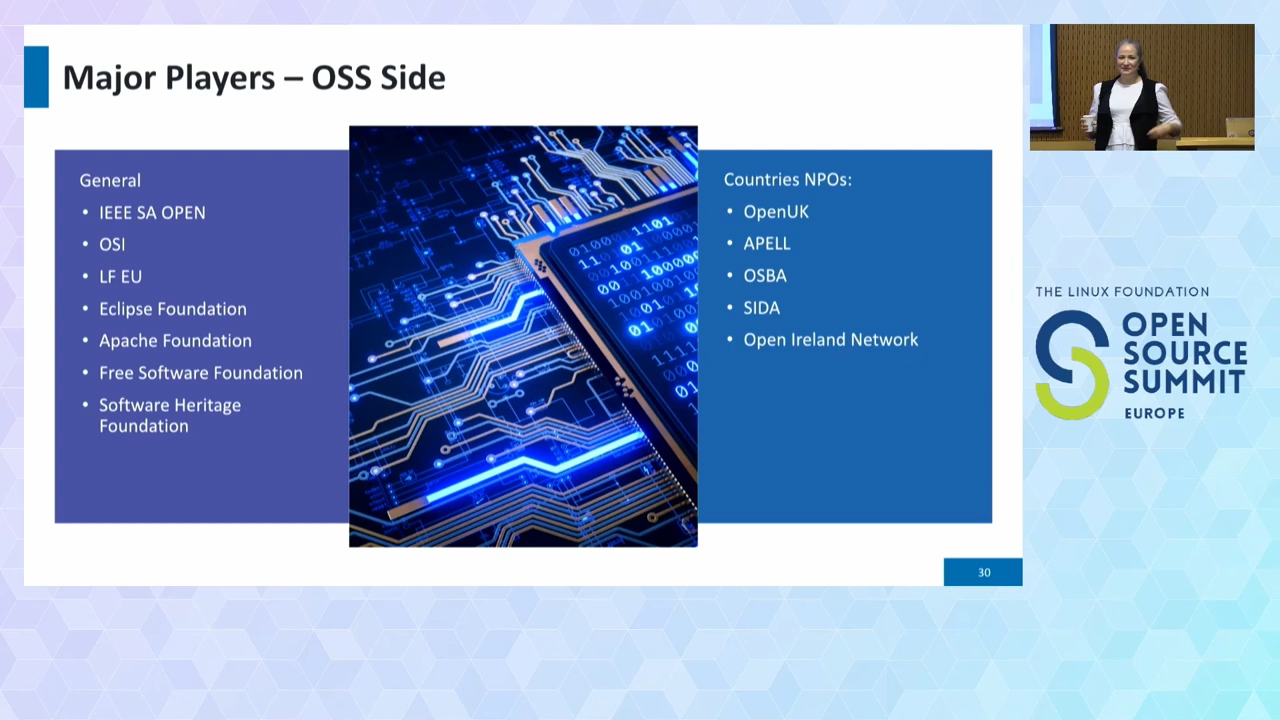 Major Players – OSS Side
General
• IEEE SA OPEN
• OSI
• LF EU
• Eclipse Foundation
• Apache Foundation
• Free Software Foundation
• Software Heritage
Foundation
Countries NPOs:
• OpenUK
• APELL
• OSBA
• SIDA
• Open Ireland Network
30
THE LINUX FOUNDATION
OPEN
SOURCE
SUMMIT
EUROPE